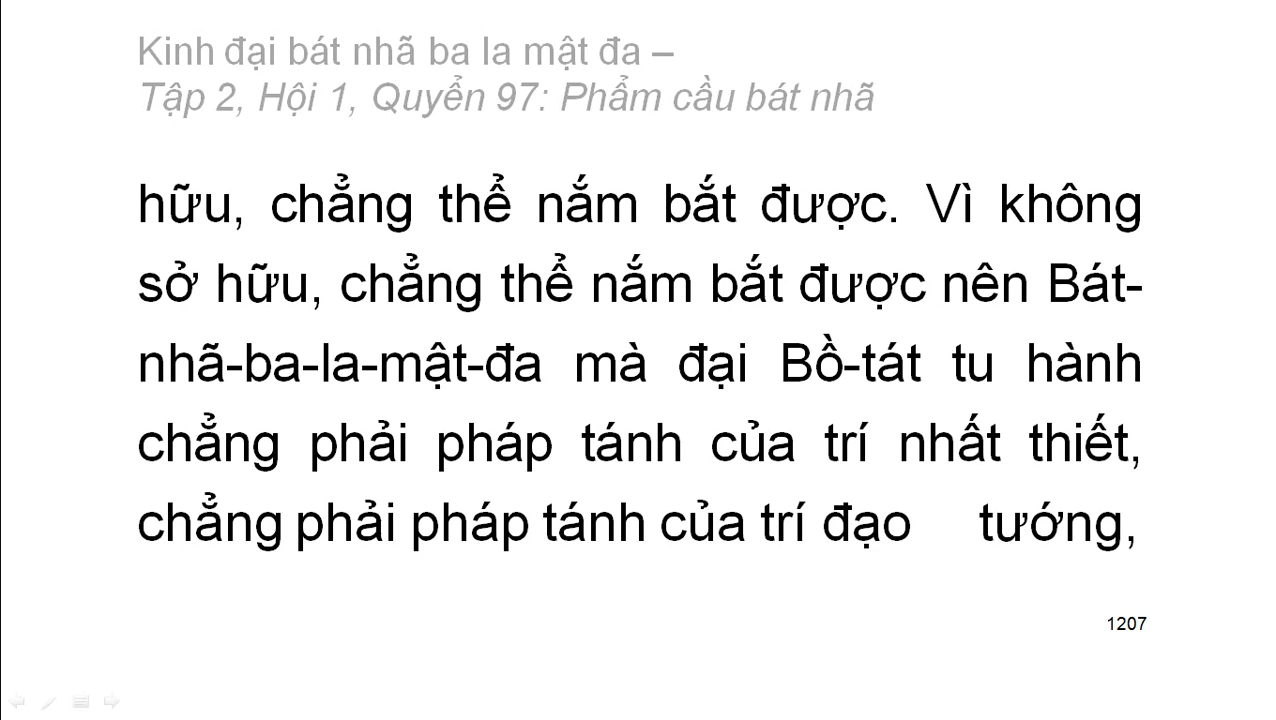 Kinh đại bát nhã ba la mật đa –
Tập 2, Hội 1, Quyển 97: Phẩm cầu bát nhã
hữu, chẳng thể nắm bắt được. Vì không
sở hữu, chẳng thể nắm bắt được nên Bát-
nhã-ba-la-mật-đa mà đại Bồ-tát tu hành
chẳng phải pháp tánh của trí nhất thiết,
chẳng phải pháp tánh của trí đạo tướng,
1207